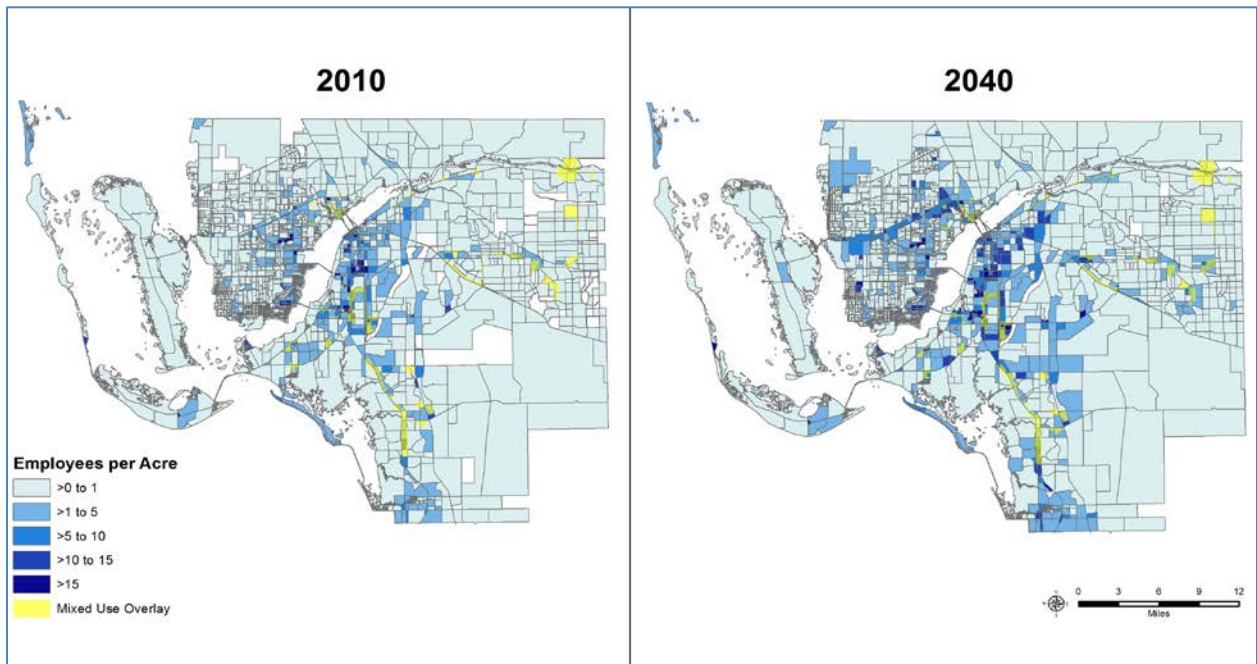 2010
2040
Employees per Acre
>0 to 1
>1 to 5
>5 to 10
>10 to 15
>15
Mixed Use Overlay
0 3 6 9 12
Miles